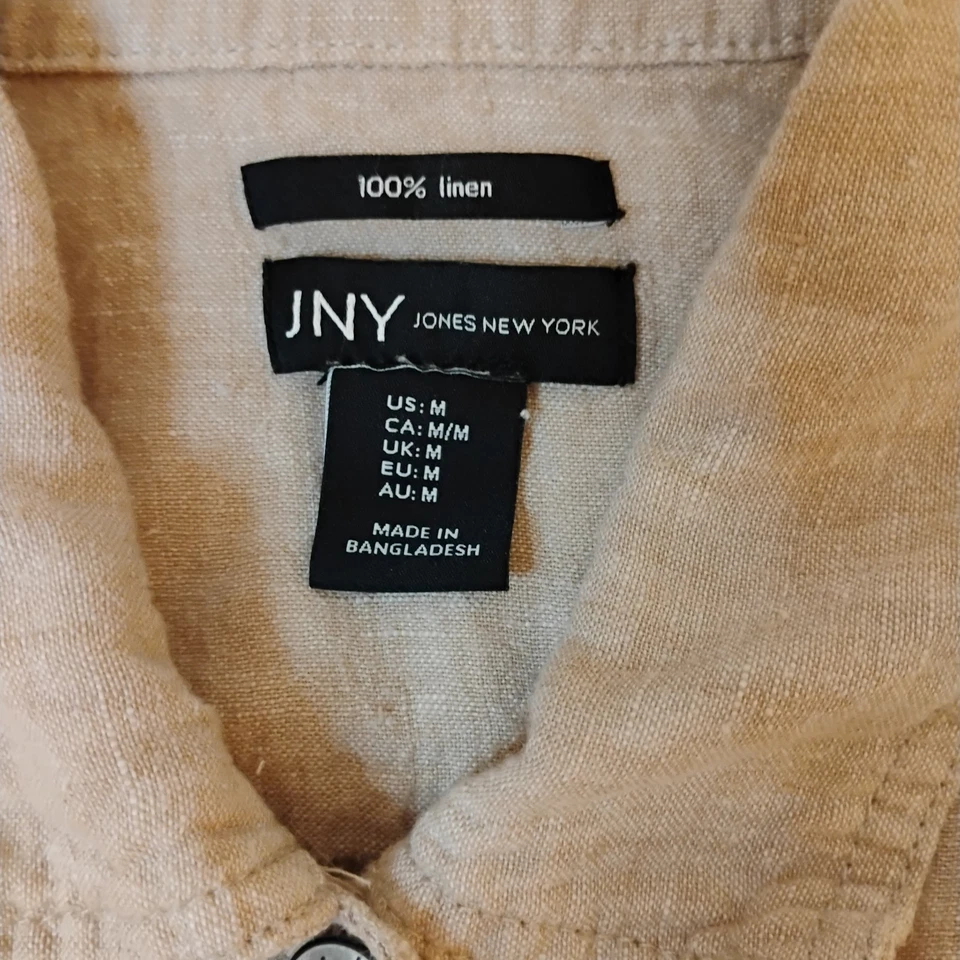 100% linen
JNY JONES NEW YORK
US: M
CA: M/M
UK: M
EU: M
AU: M
MADE IN
BANGLADESH